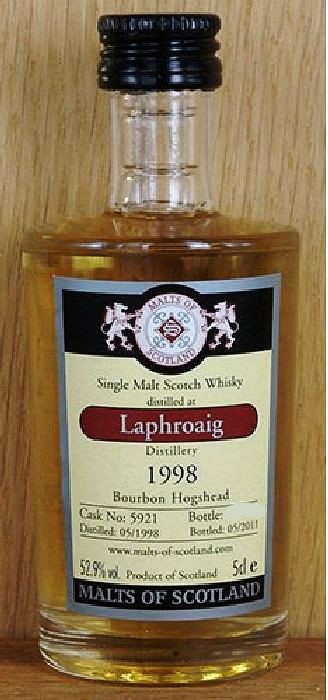 MALTS OF
SCOTLAND
Single Malt Scotch Whisky
distilled at
Laphroaig
Distillery
1998
Bourbon Hogshead
Cask No: 5921 Bottle:
Distilled: 05/1998 Bottled: 05/2011
www.malts-of-scotland.com
52.9% vol. Product of Scotland 5cl e
MALTS OF SCOTLAND